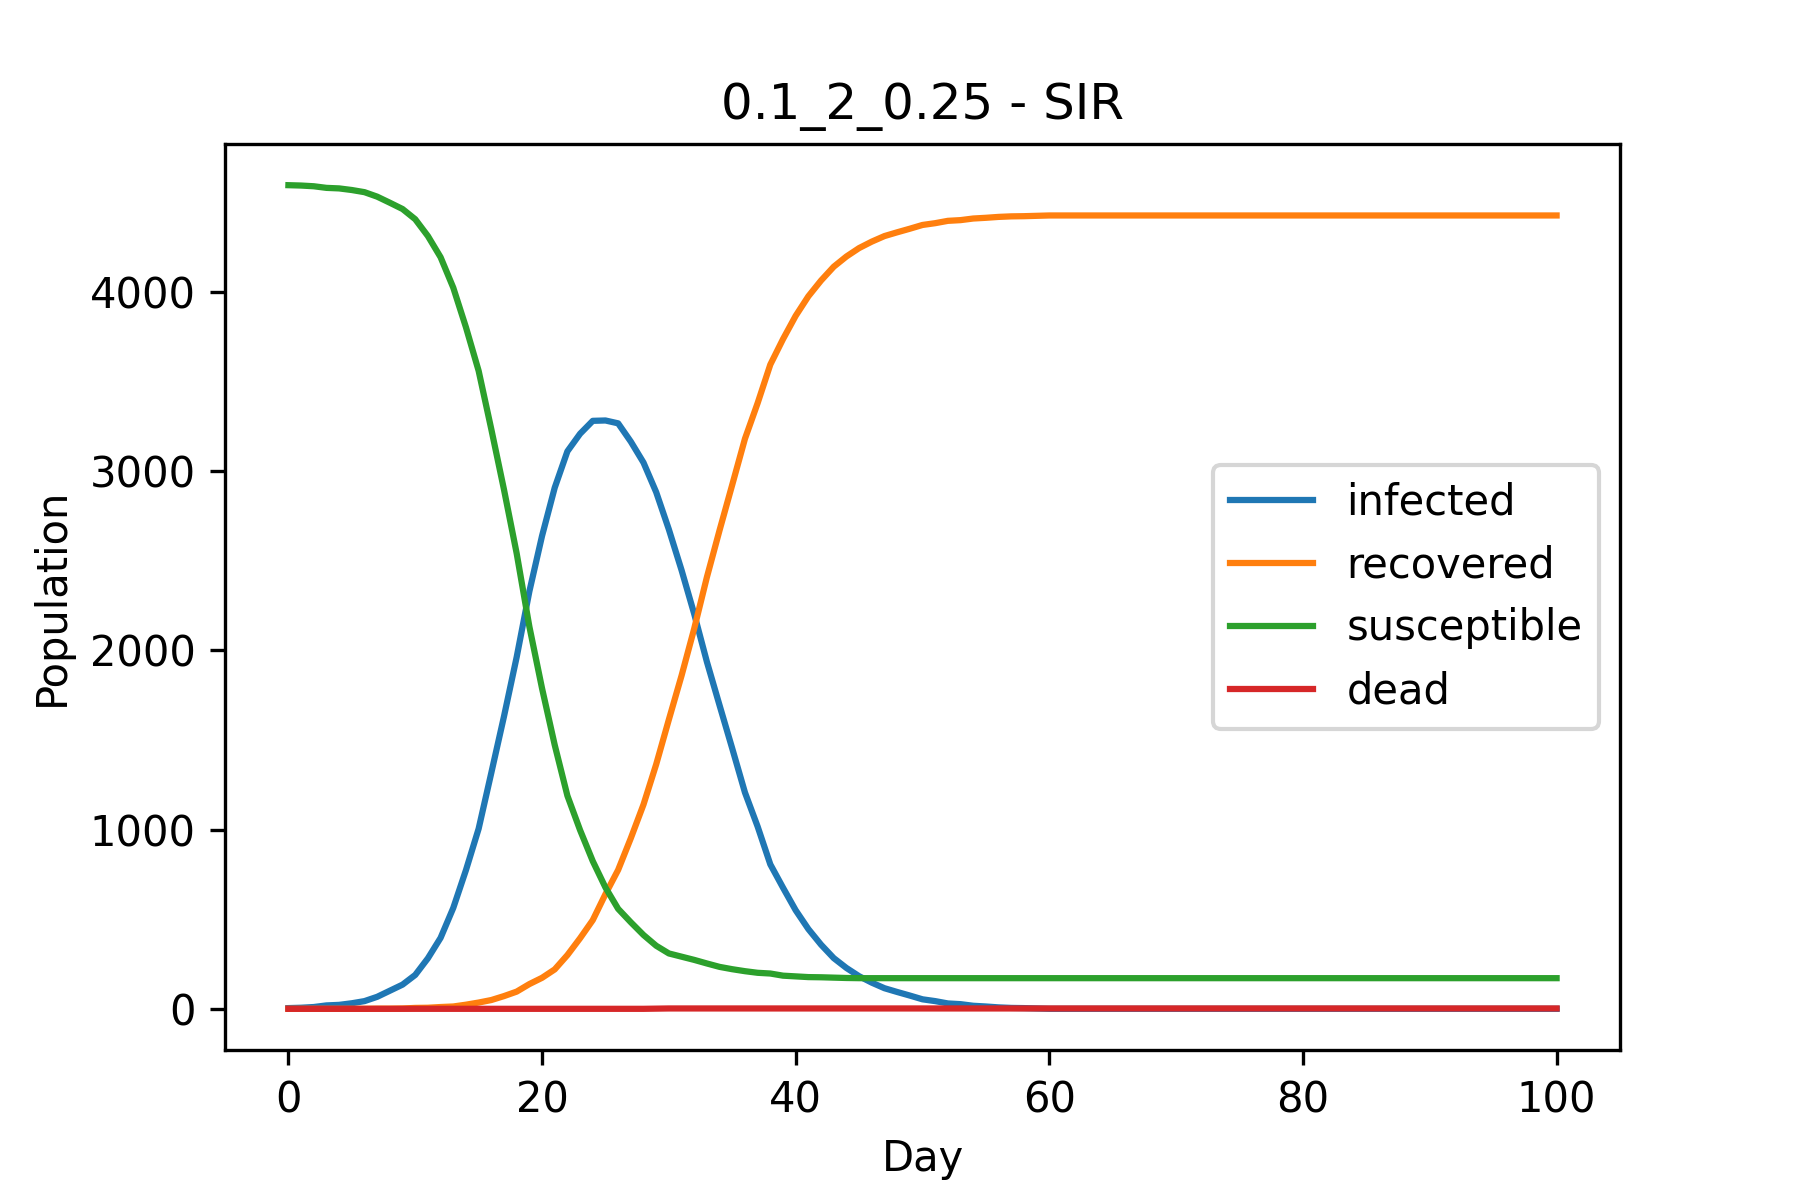 0.1_2_0.25 - SIR
Population
4000
3000
2000
1000
0
infected
recovered
susceptible
dead
0 20 40 60 80 100
Day